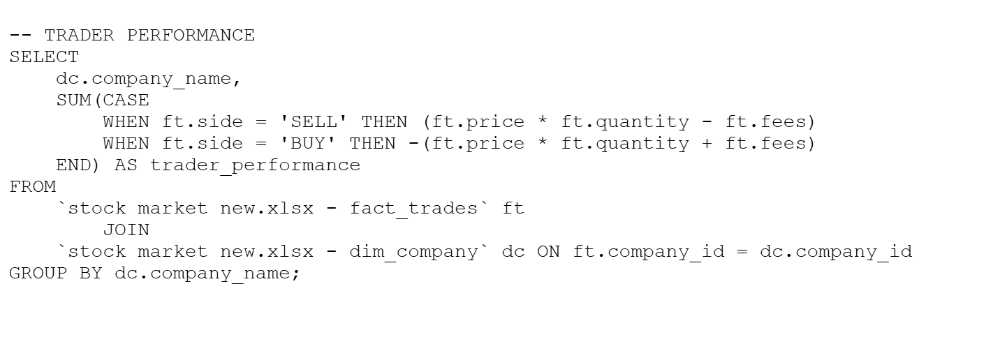 -- TRADER PERFORMANCE
SELECT
    dc.company_name,
    SUM(CASE
        WHEN ft.side = 'SELL' THEN (ft.price * ft.quantity - ft.fees)
        WHEN ft.side = 'BUY' THEN -(ft.price * ft.quantity + ft.fees)
    END) AS trader_performance
FROM
    `stock market new.xlsx - fact_trades` ft
        JOIN
    `stock market new.xlsx - dim_company` dc ON ft.company_id = dc.company_id
GROUP BY dc.company_name;